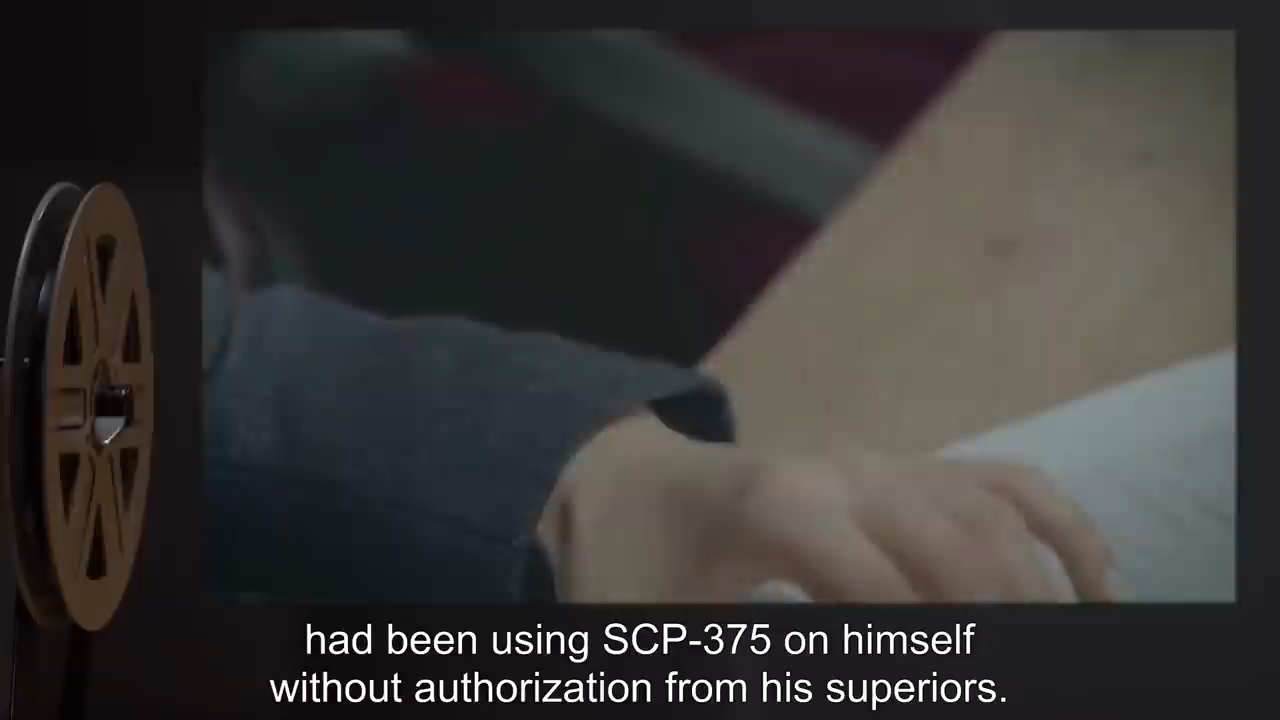 had been using SCP-375 on himself
without authorization from his superiors.